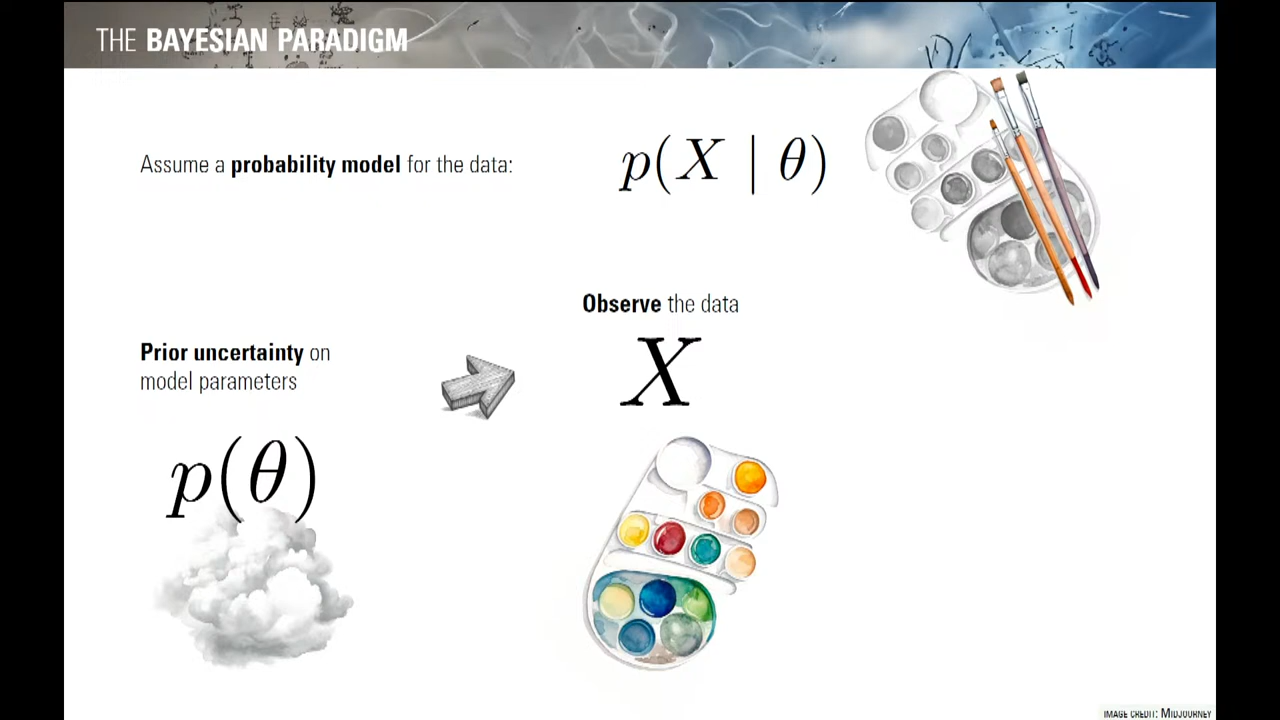 THE BAYESIAN PARADIGM
Assume a probability model for the data:
p(X | θ)
Observe the data
X
Prior uncertainty on
model parameters
p(θ)
IMAGE CREDIT: MIDJOURNEY